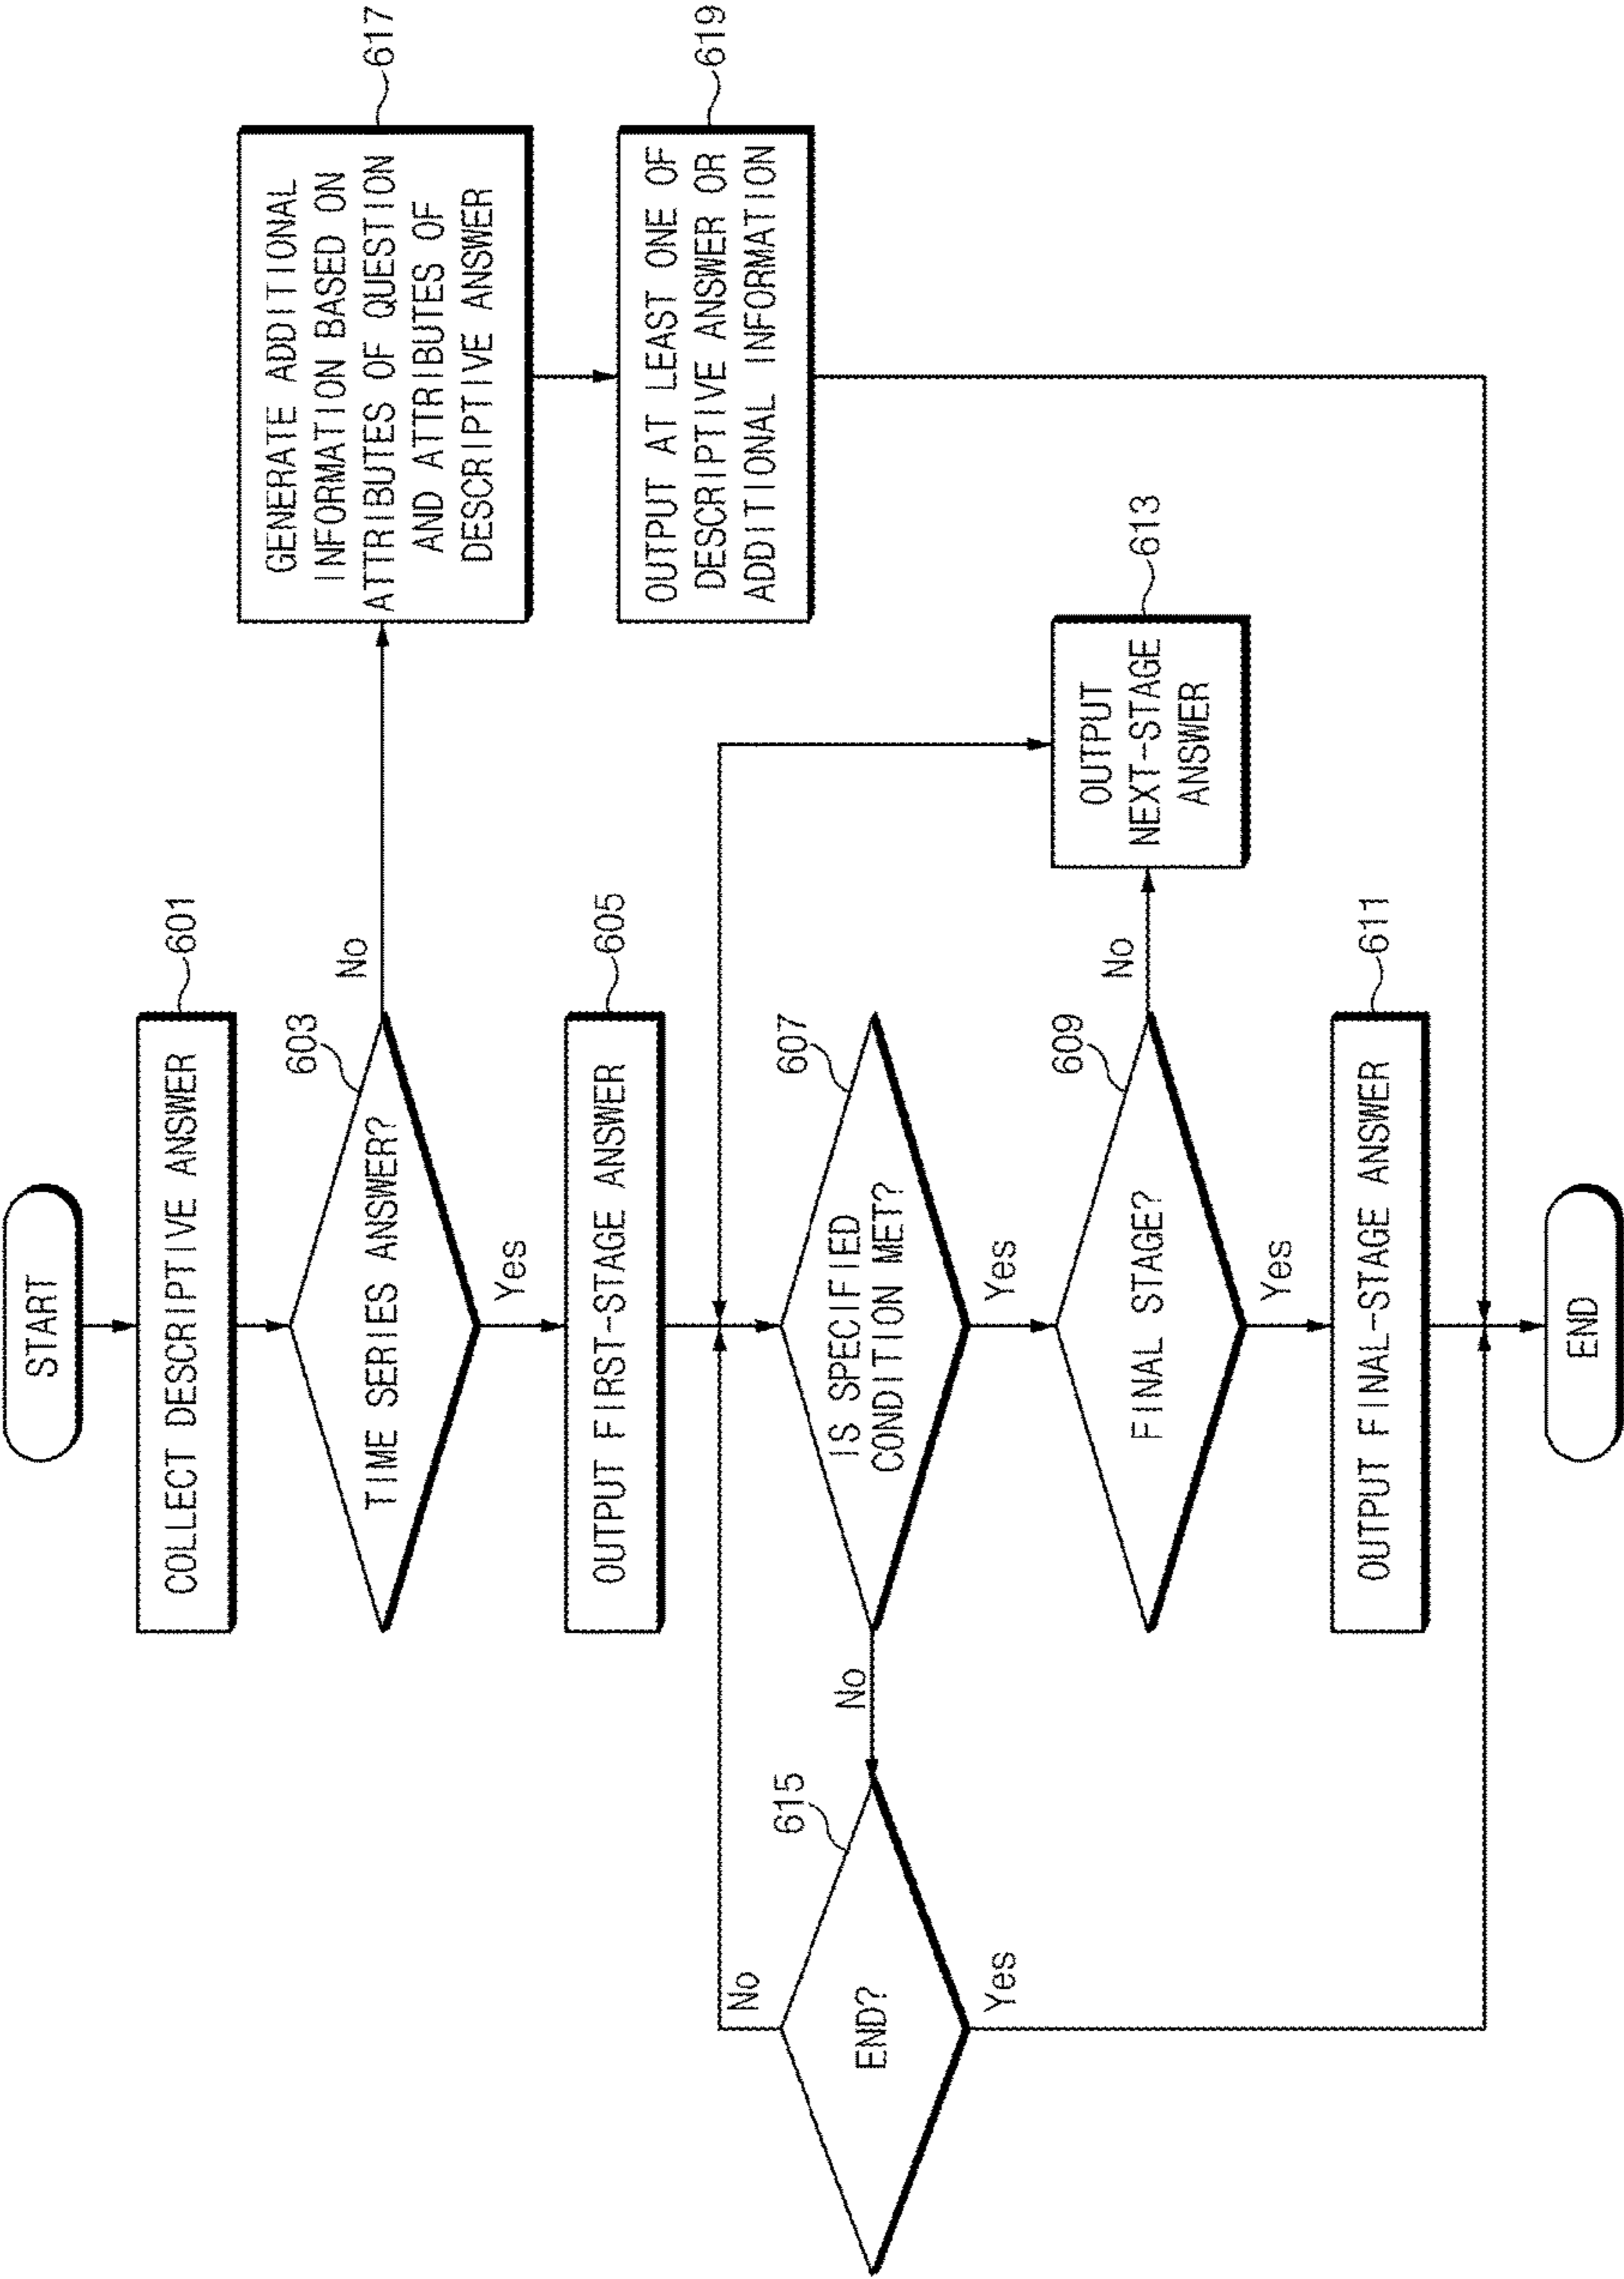 START
COLLECT DESCRIPTIVE ANSWER
601
603
TIME SERIES ANSWER?
No
Yes
GENERATE ADDITIONAL
INFORMATION BASED ON
ATTRIBUTES OF QUESTION
AND ATTRIBUTES OF
DESCRIPTIVE ANSWER
617
OUTPUT AT LEAST ONE OF
DESCRIPTIVE ANSWER OR
ADDITIONAL INFORMATION
619
OUTPUT FIRST-STAGE ANSWER
605
607
IS SPECIFIED
CONDITION MET?
No
Yes
615
END?
No
Yes
609
FINAL STAGE?
No
Yes
OUTPUT
NEXT-STAGE
ANSWER
613
OUTPUT FINAL-STAGE ANSWER
611
END